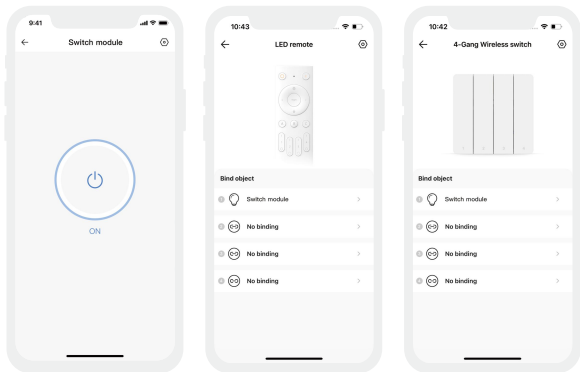 9:41
Switch module
ON
10:43
LED remote
Bind object
Switch module
No binding
No binding
No binding
10:42
4-Gang Wireless switch
Bind object
Switch module
No binding
No binding
No binding